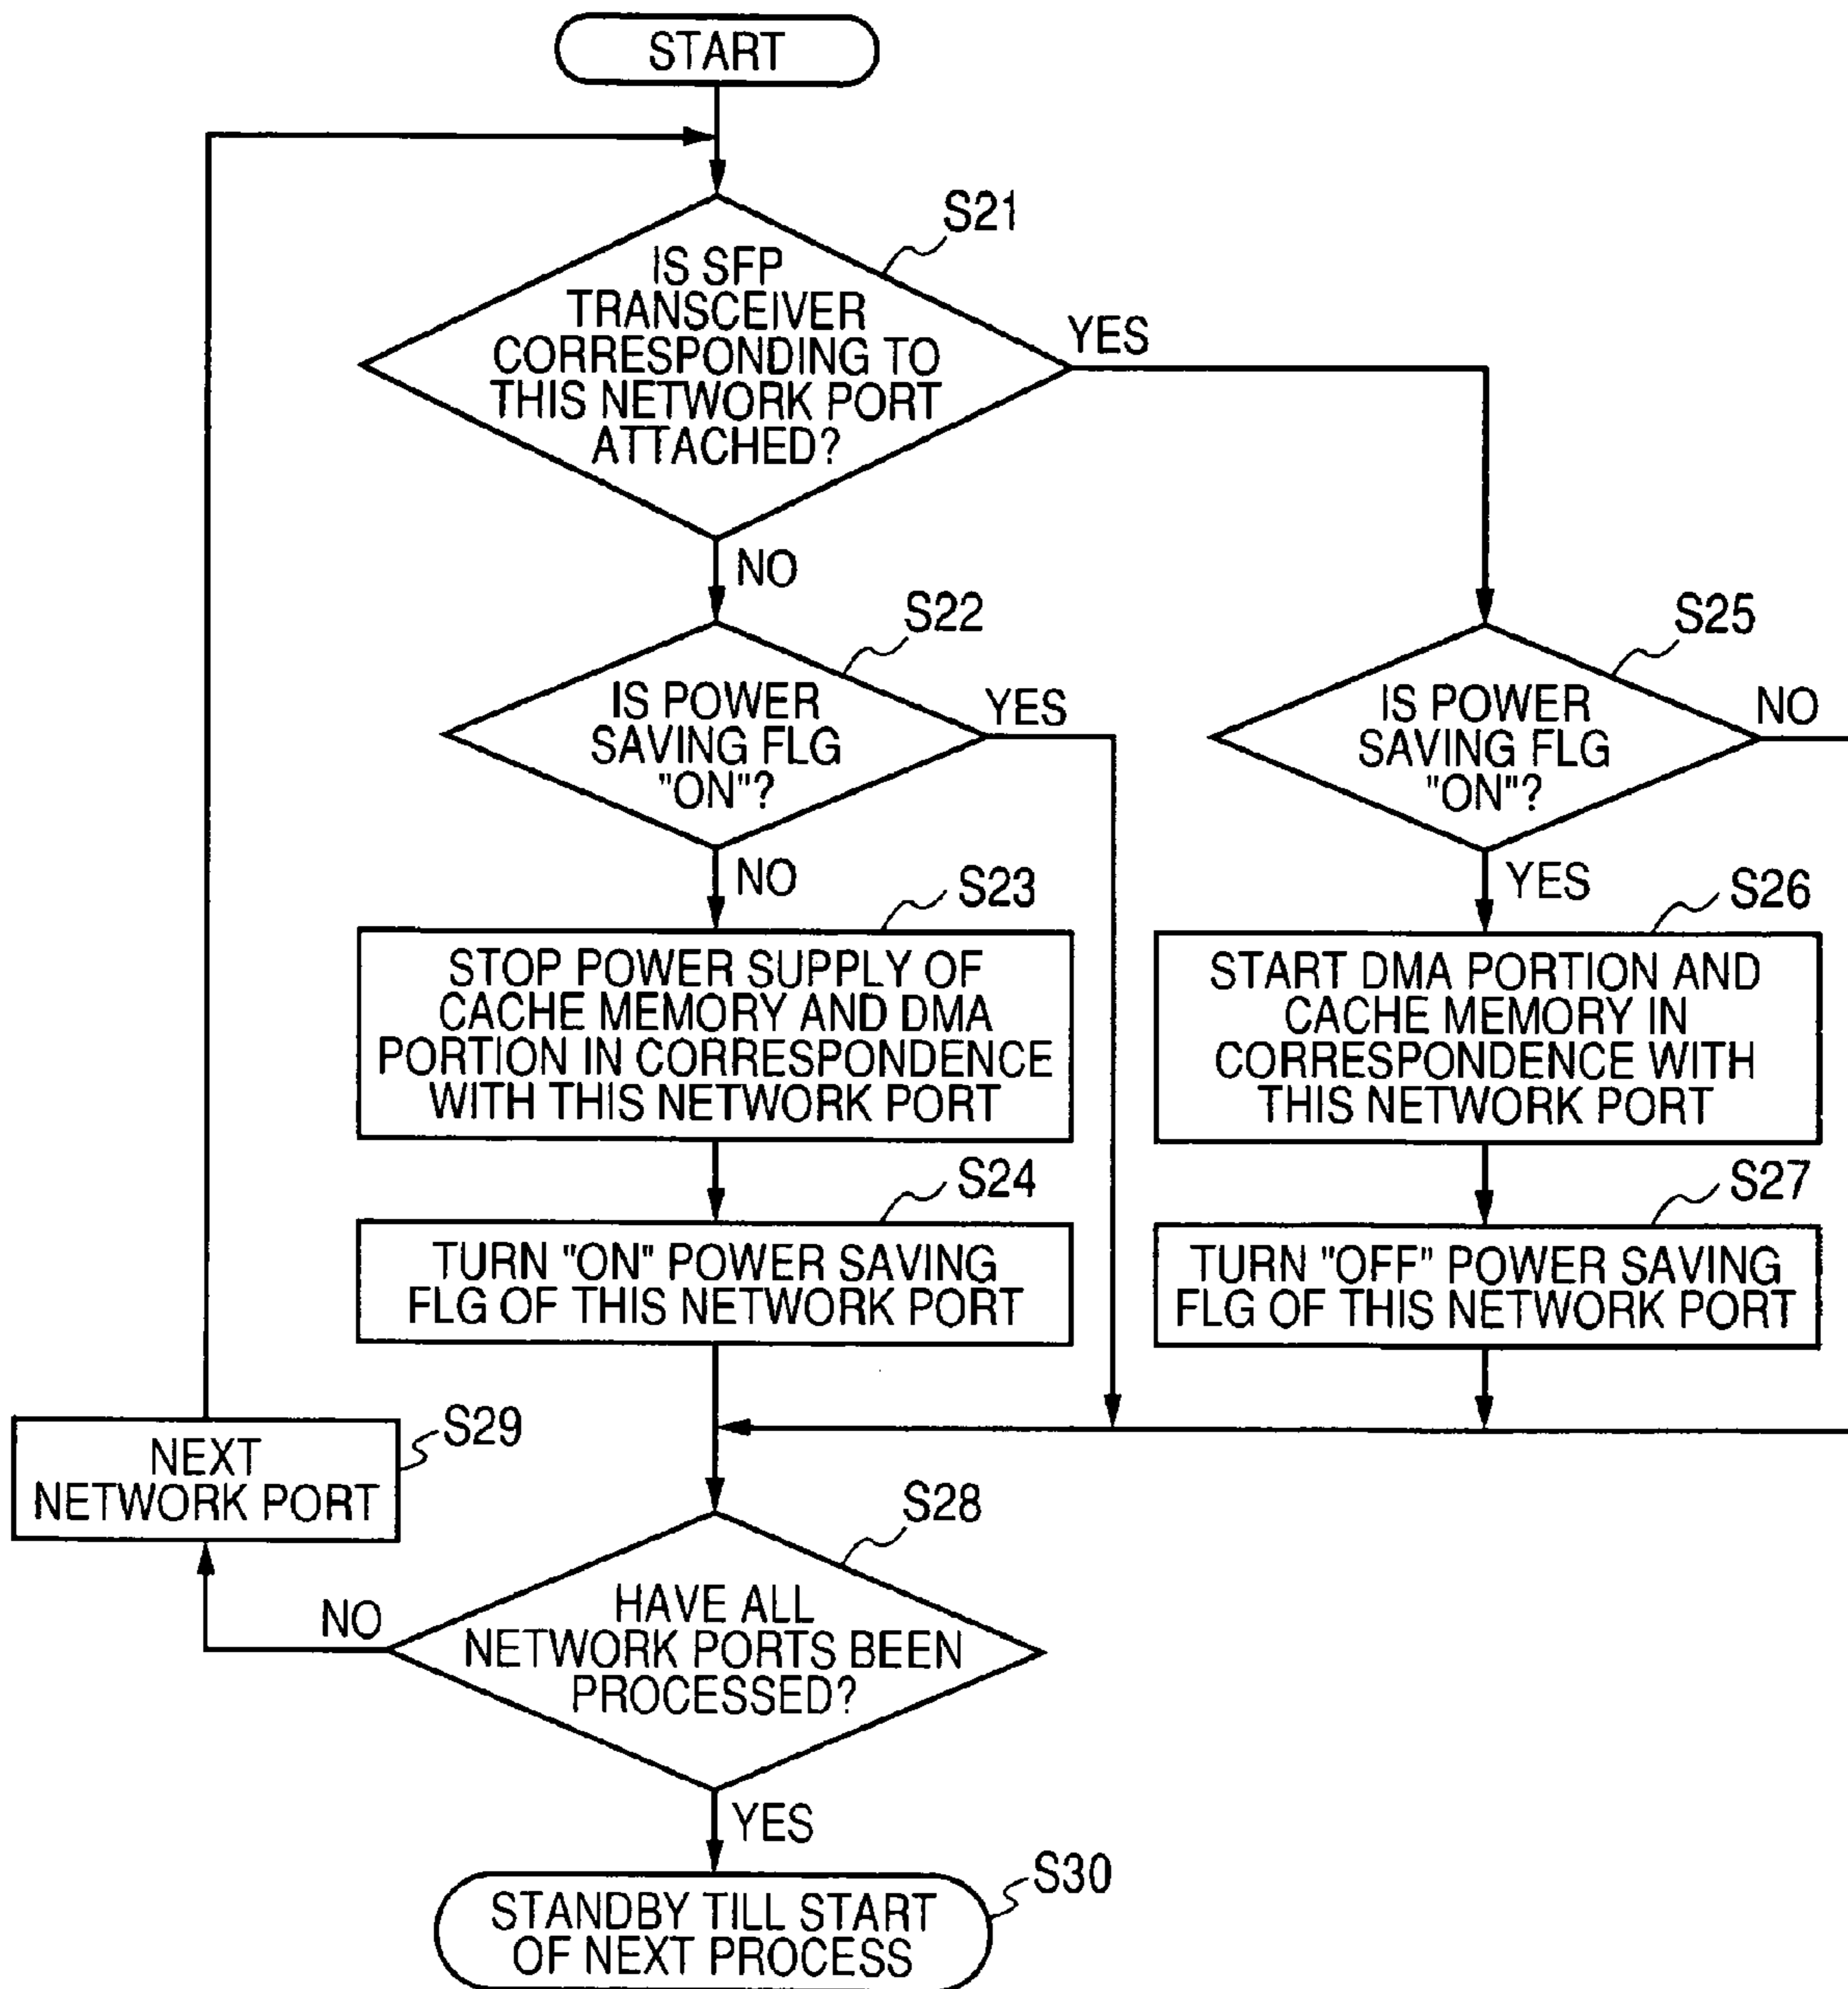 START
S21
IS SFP
TRANSCEIVER
CORRESPONDING TO
THIS NETWORK PORT
ATTACHED?
YES
NO
S22
IS POWER
SAVING FLG
"ON"?
YES
NO
S25
IS POWER
SAVING FLG
"ON"?
NO
YES
S23
STOP POWER SUPPLY OF
CACHE MEMORY AND DMA
PORTION IN CORRESPONDENCE
WITH THIS NETWORK PORT
S26
START DMA PORTION AND
CACHE MEMORY IN
CORRESPONDENCE WITH
THIS NETWORK PORT
S24
TURN "ON" POWER SAVING
FLG OF THIS NETWORK PORT
S27
TURN "OFF" POWER SAVING
FLG OF THIS NETWORK PORT
S29
NEXT
NETWORK PORT
S28
HAVE ALL
NETWORK PORTS BEEN
PROCESSED?
NO
YES
S30
STANDBY TILL START
OF NEXT PROCESS